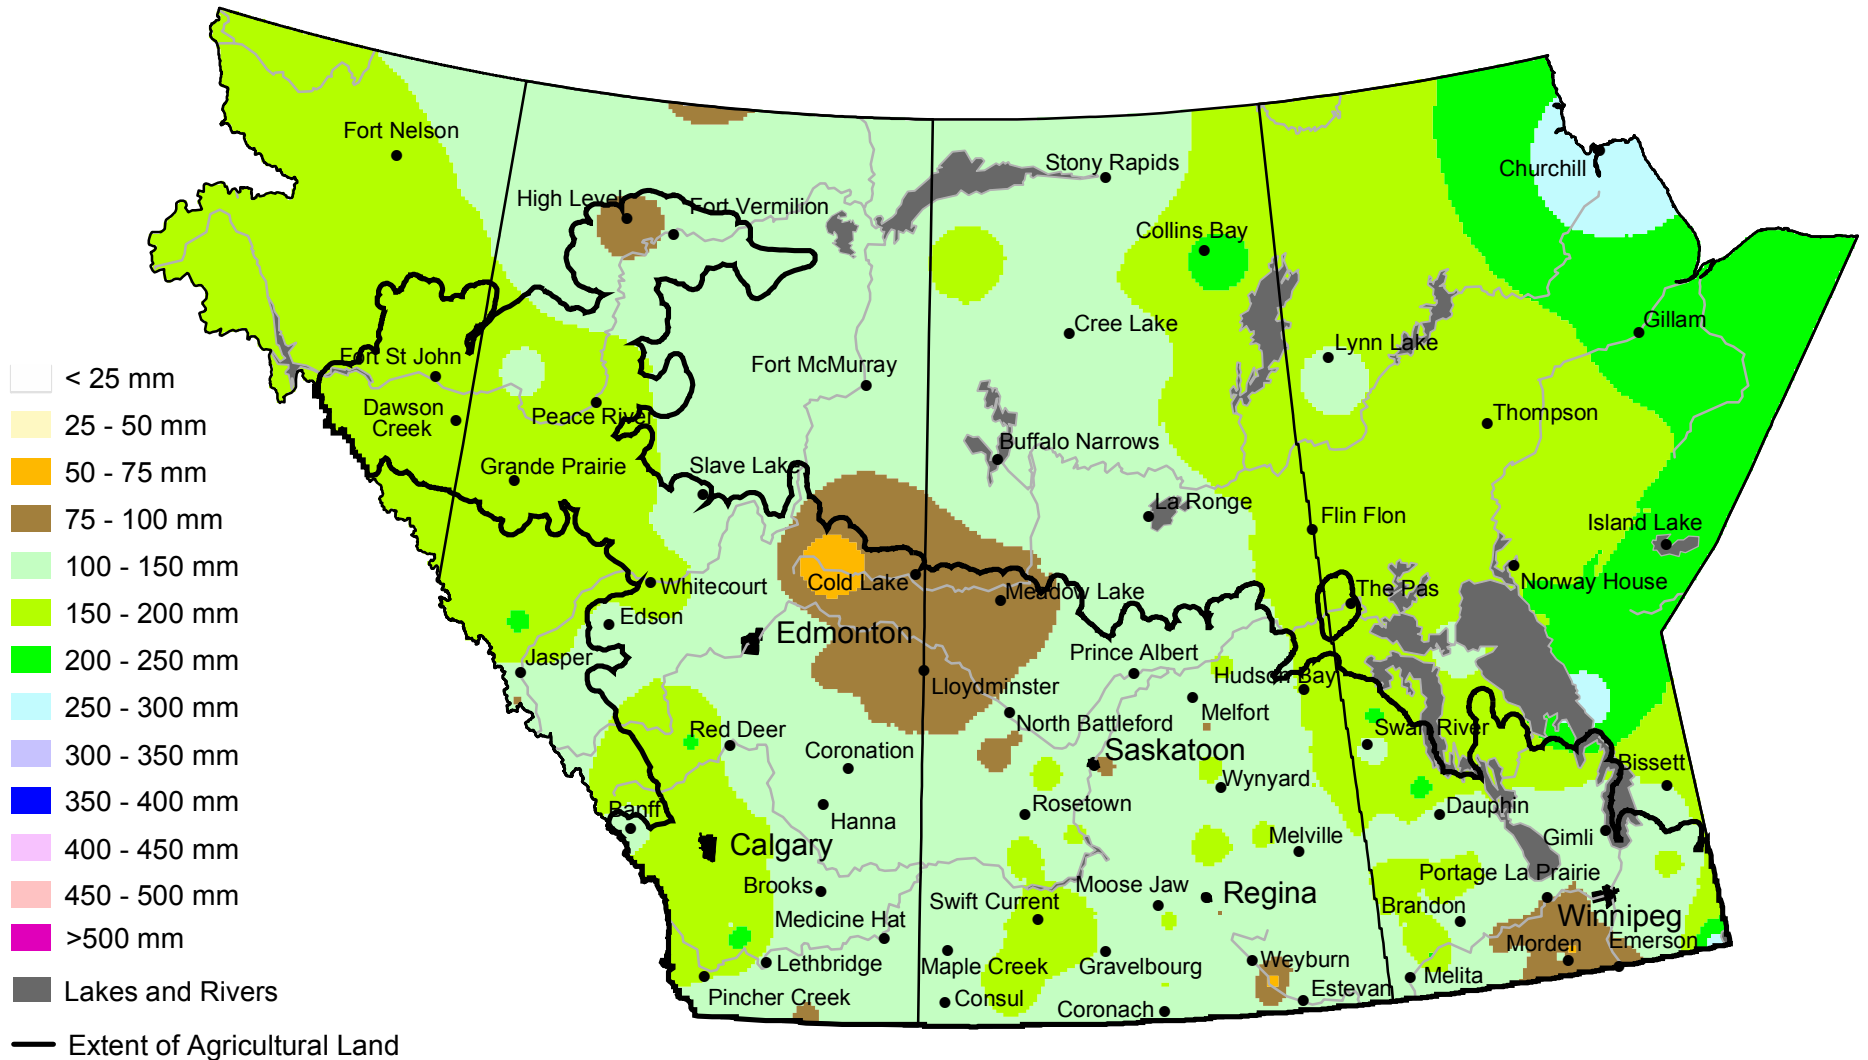 Fort Nelson
Stony Rapids
Churchill
High Level
Fort Vermilion
Collins Bay
Gillam
Cree Lake
Lynn Lake
Fort St John
Fort McMurray
Dawson
Creek
Peace River
Thompson
Buffalo Narrows
Grande Prairie
Slave Lake
La Ronge
Flin Flon
Island Lake
Whitecourt
Cold Lake
Meadow Lake
The Pas
Norway House
Edson
Edmonton
Jasper
Prince Albert
Lloydminster
Hudson Bay
Melfort
North Battleford
Red Deer
Swan River
Coronation
Saskatoon
Bissett
Wynyard
Banff
Hanna
Rosetown
Dauphin
Calgary
Melville
Gimli
Brooks
Moose Jaw
Regina
Portage La Prairie
Medicine Hat
Swift Current
Brandon
Winnipeg
Morden
Emerson
Lethbridge
Maple Creek
Gravelbourg
Weyburn
Melita
Pincher Creek
Consul
Coronach
Estevan
< 25 mm
25 - 50 mm
50 - 75 mm
75 - 100 mm
100 - 150 mm
150 - 200 mm
200 - 250 mm
250 - 300 mm
300 - 350 mm
350 - 400 mm
400 - 450 mm
450 - 500 mm
>500 mm
Lakes and Rivers
Extent of Agricultural Land